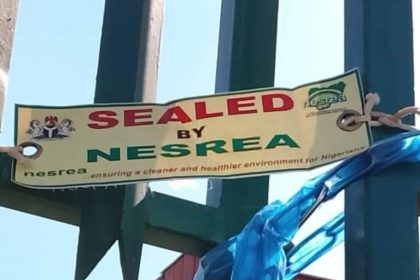 SEALED
BY
NESREA
nesrea
nesrea ...ensuring a cleaner and healthier environment for Nigerians